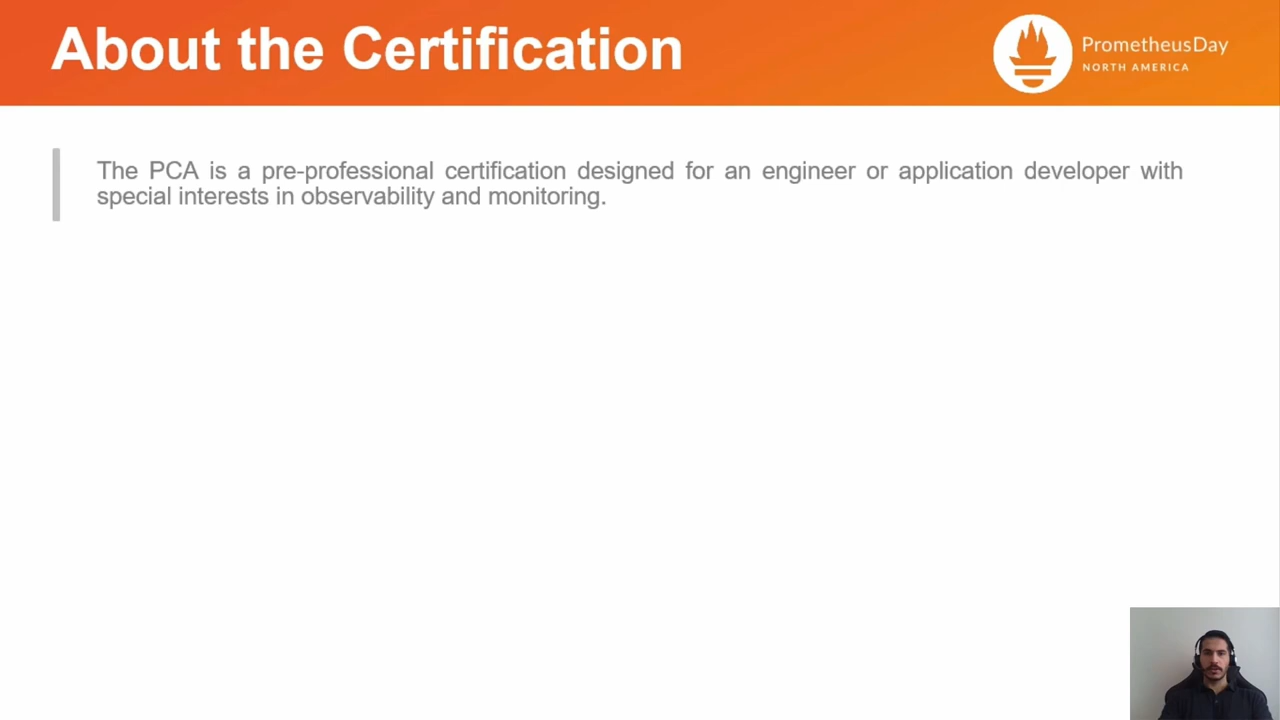 About the Certification
PrometheusDay
NORTH AMERICA
The PCA is a pre-professional certification designed for an engineer or application developer with
special interests in observability and monitoring.